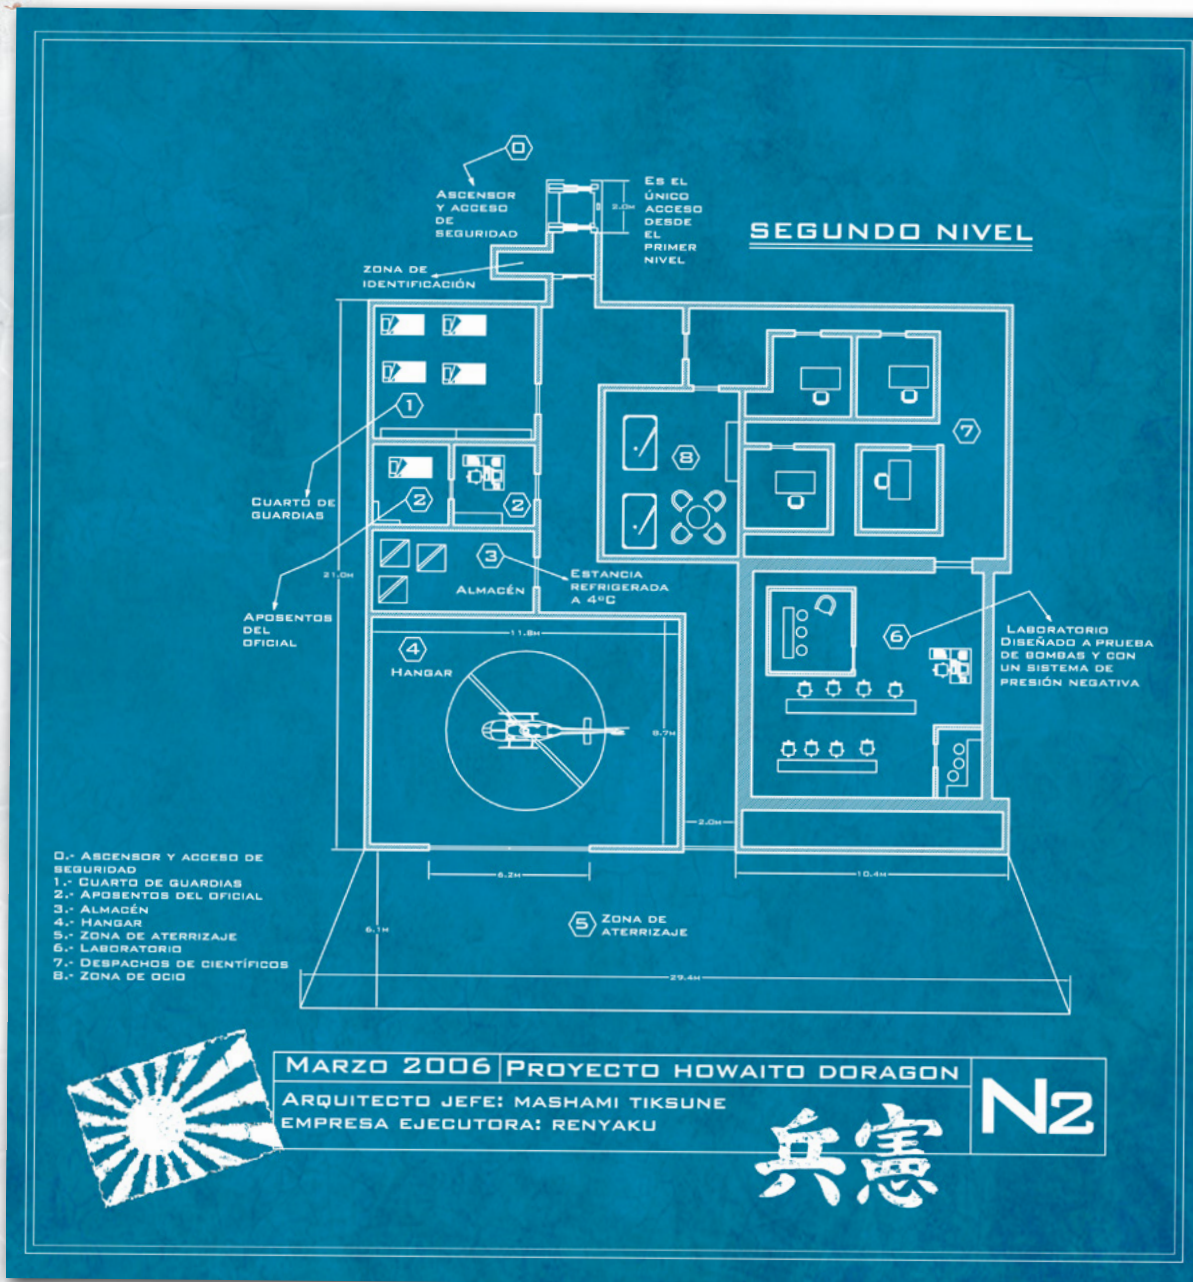 0
ASCENSOR
Y ACCESO
DE
SEGURIDAD
2.0M
ES EL
ÚNICO
ACCESO
DESDE
EL
PRIMER
NIVEL
SEGUNDO NIVEL
ZONA DE
IDENTIFICACIÓN
1
7
8
CUARTO DE
GUARDIAS
2
2
3
ALMACÉN
ESTANCIA
REFRIGERADA
A 4ºC
21.0M
APOSENTOS
DEL
OFICIAL
6
LABORATORIO
DISEÑADO A PRUEBA
DE BOMBAS Y CON
UN SISTEMA DE
PRESIÓN NEGATIVA
11.8M
4
HANGAR
8.7M
2.0M
6.2M
10.4M
0.- ASCENSOR Y ACCESO DE
SEGURIDAD
1.- CUARTO DE GUARDIAS
2.- APOSENTOS DEL OFICIAL
3.- ALMACÉN
4.- HANGAR
5.- ZONA DE ATERRIZAJE
6.- LABORATORIO
7.- DESPACHOS DE CIENTÍFICOS
8.- ZONA DE OCIO
6.1M
5
ZONA DE
ATERRIZAJE
29.4M
MARZO 2006
PROYECTO HOWAITO DORAGON
ARQUITECTO JEFE: MASHAMI TIKSUNE
EMPRESA EJECUTORA: RENYAKU
N2
兵憲